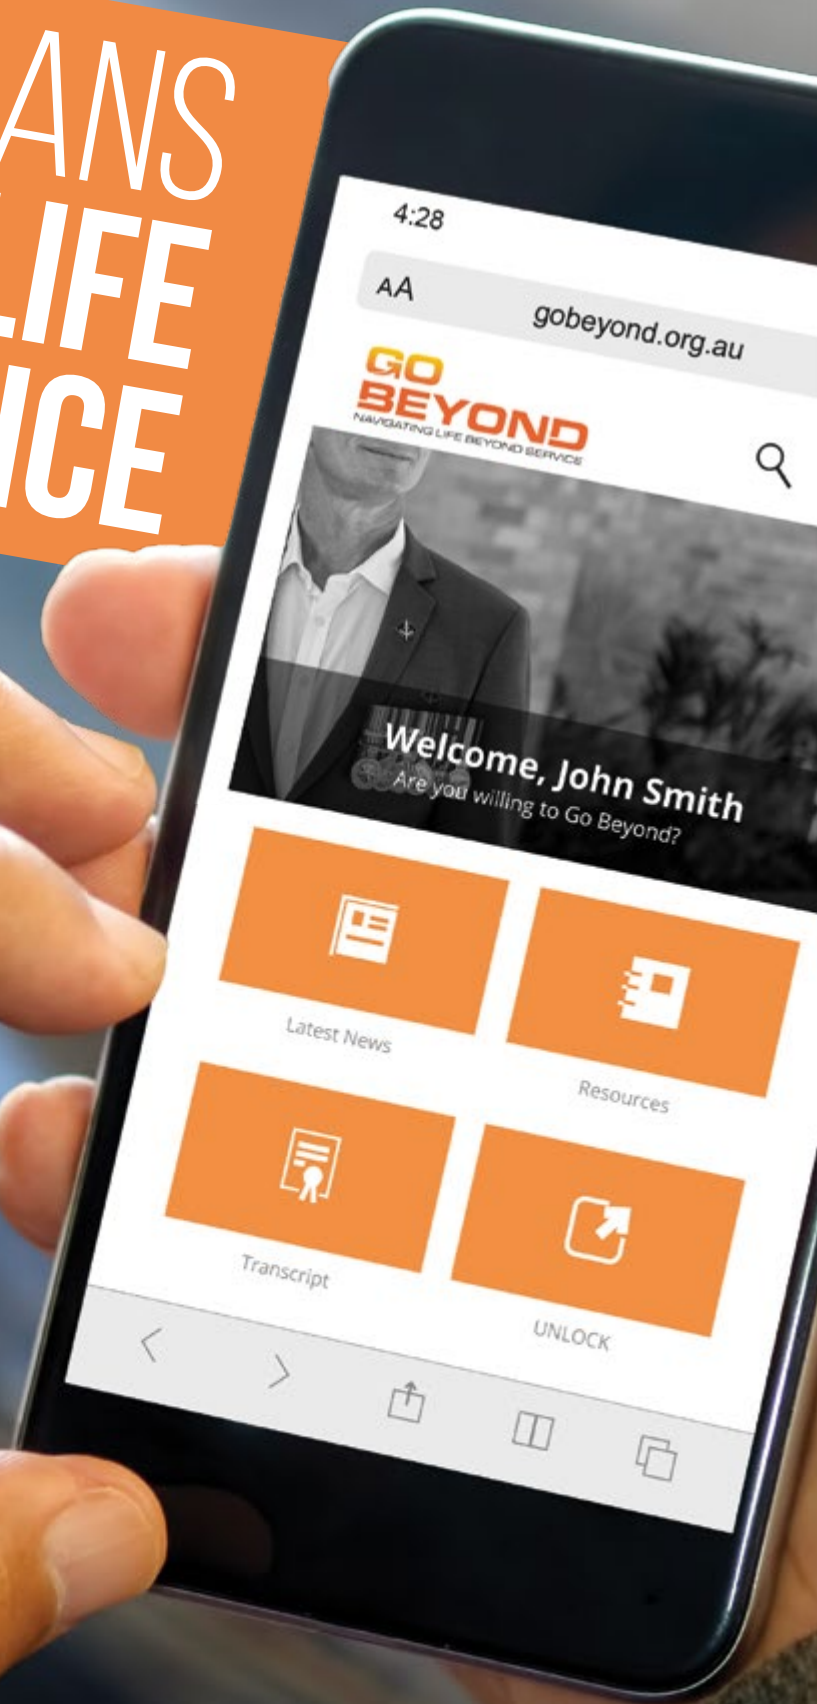 ANS
LIFE
ICE
4:28
AA
gobeyond.org.au
GO
BEYOND
NAVIGATING LIFE BEYOND SERVICE
Welcome, John Smith
Are you willing to Go Beyond?
Latest News
Resources
Transcript
UNLOCK